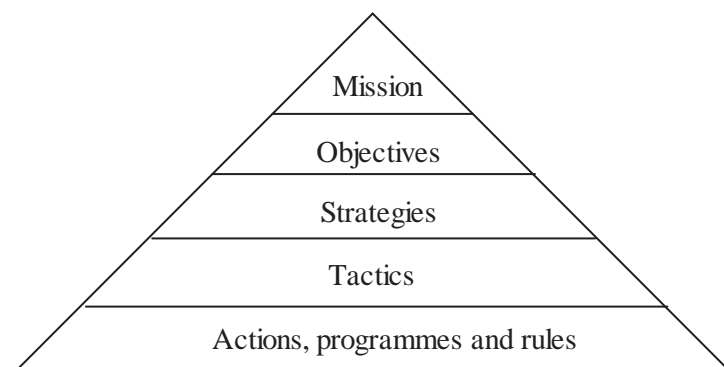 Mission
Objectives
Strategies
Tactics
Actions, programmes and rules